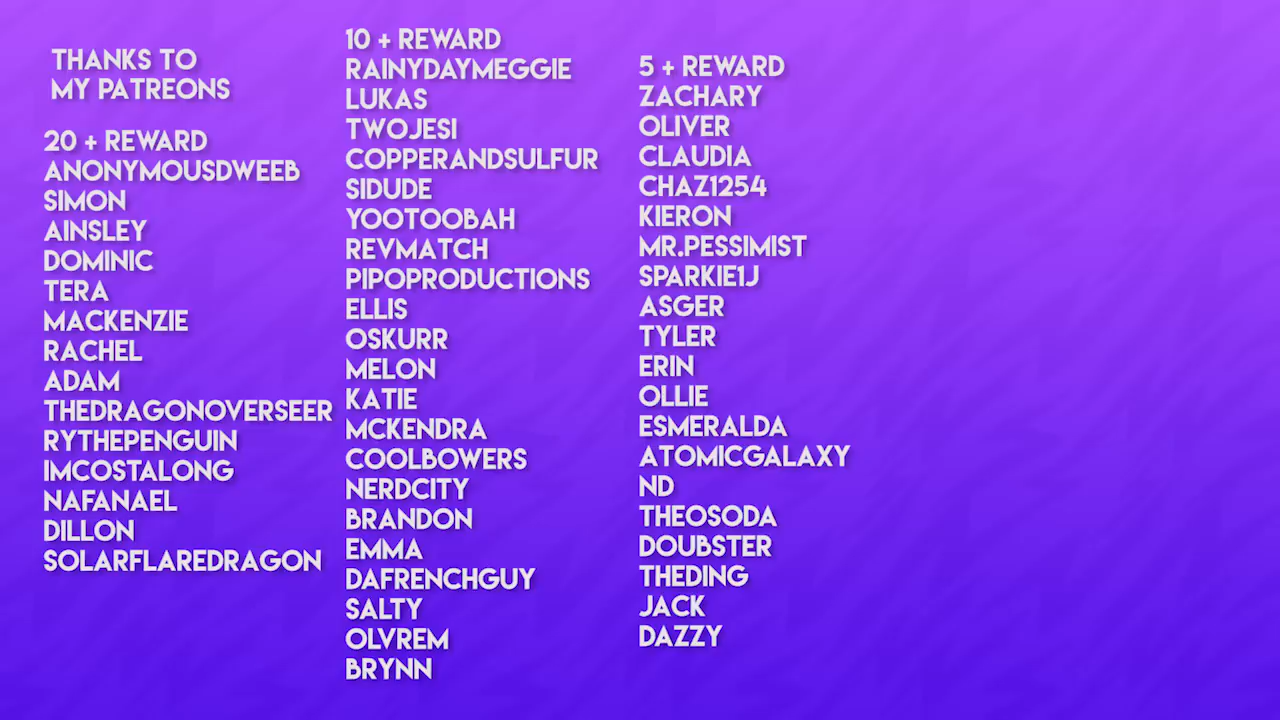 THANKS TO
MY PATREONS
20 + REWARD
ANONYMOUSDWEEB
SIMON
AINSLEY
DOMINIC
TERA
MACKENZIE
RACHEL
ADAM
THEDRAGONOVERSEER
RYTHEPENGUIN
IMCOSTALONG
NAFANAEL
DILLON
SOLARFLAREDRAGON
10 + REWARD
RAINYDAYMEGGIE
LUKAS
TWOJESI
COPPERANDSULFUR
SIDUDE
YOOTOOBAH
REVMATCH
PIPOPRODUCTIONS
ELLIS
OSKURR
MELON
KATIE
MCKENDRA
COOLBOWERS
NERDCITY
BRANDON
EMMA
DAFRENCHGUY
SALTY
OLVREM
BRYNN
5 + REWARD
ZACHARY
OLIVER
CLAUDIA
CHAZ1254
KIERON
MR.PESSIMIST
SPARKIE1J
ASGER
TYLER
ERIN
OLLIE
ESMERALDA
ATOMICGALAXY
ND
THEOSODA
DOUBSTER
THEDING
JACK
DAZZY